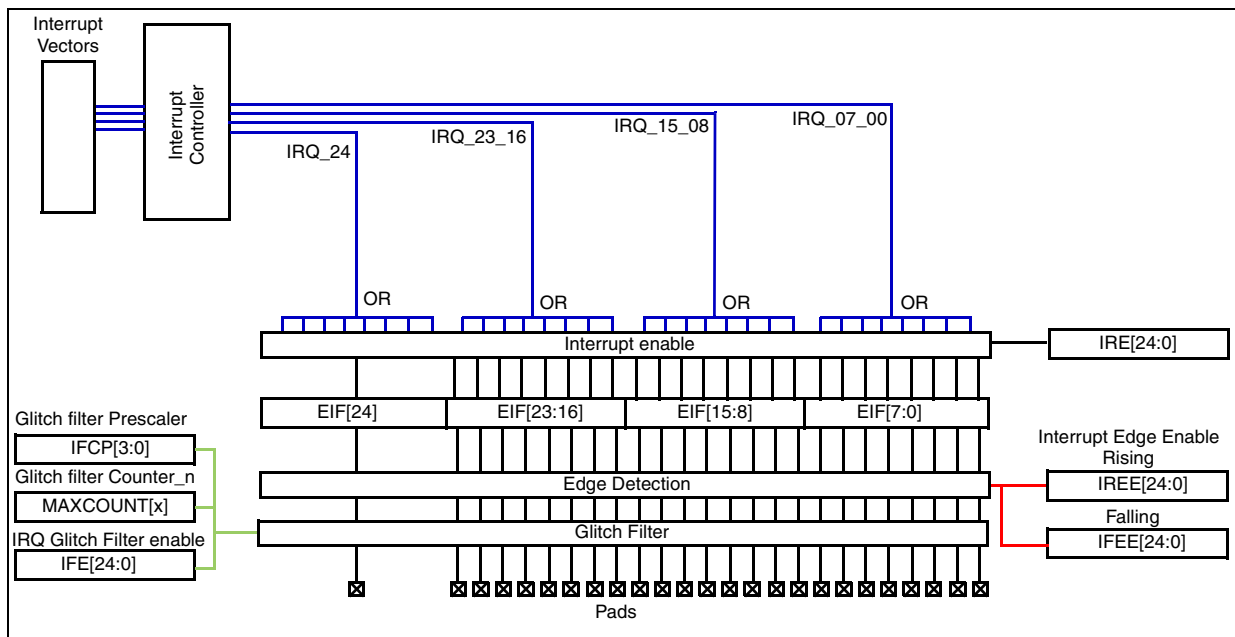 Interrupt
Vectors
Interrupt
Controller
IRQ_24
IRQ_23_16
IRQ_15_08
IRQ_07_00
OR
OR
OR
OR
Interrupt enable
IRE[24:0]
EIF[24]
EIF[23:16]
EIF[15:8]
EIF[7:0]
Glitch filter Prescaler
IFCP[3:0]
Glitch filter Counter_n
MAXCOUNT[x]
IRQ Glitch Filter enable
IFE[24:0]
Edge Detection
Glitch Filter
Interrupt Edge Enable
Rising
IREE[24:0]
Falling
IFEE[24:0]
Pads